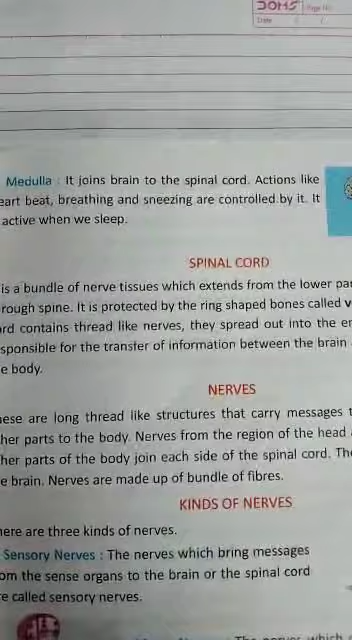 DOMS Page No.
Date / /
Medulla : It joins brain to the spinal cord. Actions like
eart beat, breathing and sneezing are controlled by it. It
active when we sleep.
SPINAL CORD
is a bundle of nerve tissues which extends from the lower pa
rough spine. It is protected by the ring shaped bones called v
rd contains thread like nerves, they spread out into the en
sponsible for the transfer of information between the brain
e body.
NERVES
ese are long thread like structures that carry messages t
her parts to the body. Nerves from the region of the head
her parts of the body join each side of the spinal cord. Th
e brain. Nerves are made up of bundle of fibres.
KINDS OF NERVES
ere are three kinds of nerves.
Sensory Nerves : The nerves which bring messages
om the sense organs to the brain or the spinal cord
e called sensory nerves.